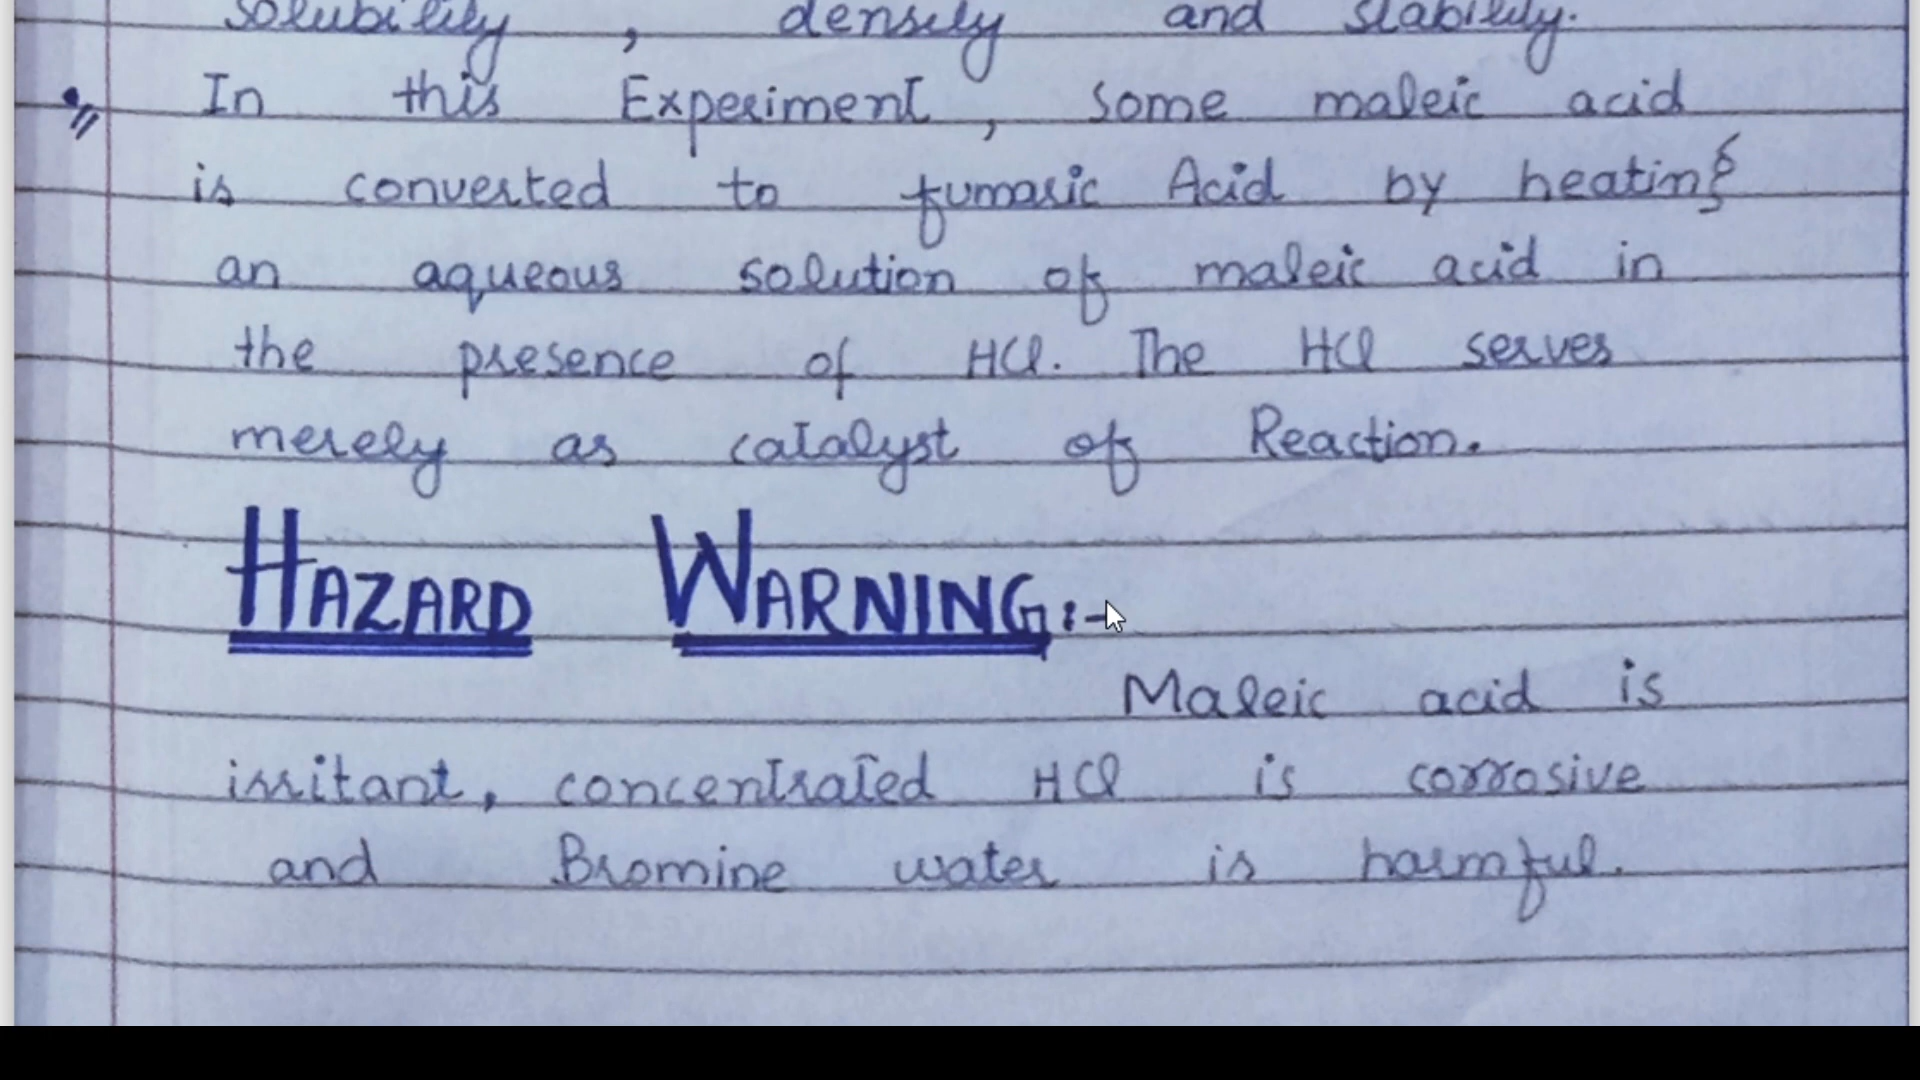 solubility, density and stability.
In this Experiment, some maleic acid
is converted to fumaric Acid by heating
an aqueous solution of maleic acid in
the presence of HCl. The HCl serves
merely as catalyst of Reaction.
HAZARD WARNING:-
Maleic acid is
irritant, concentrated HCl is corrosive
and Bromine water is harmful.